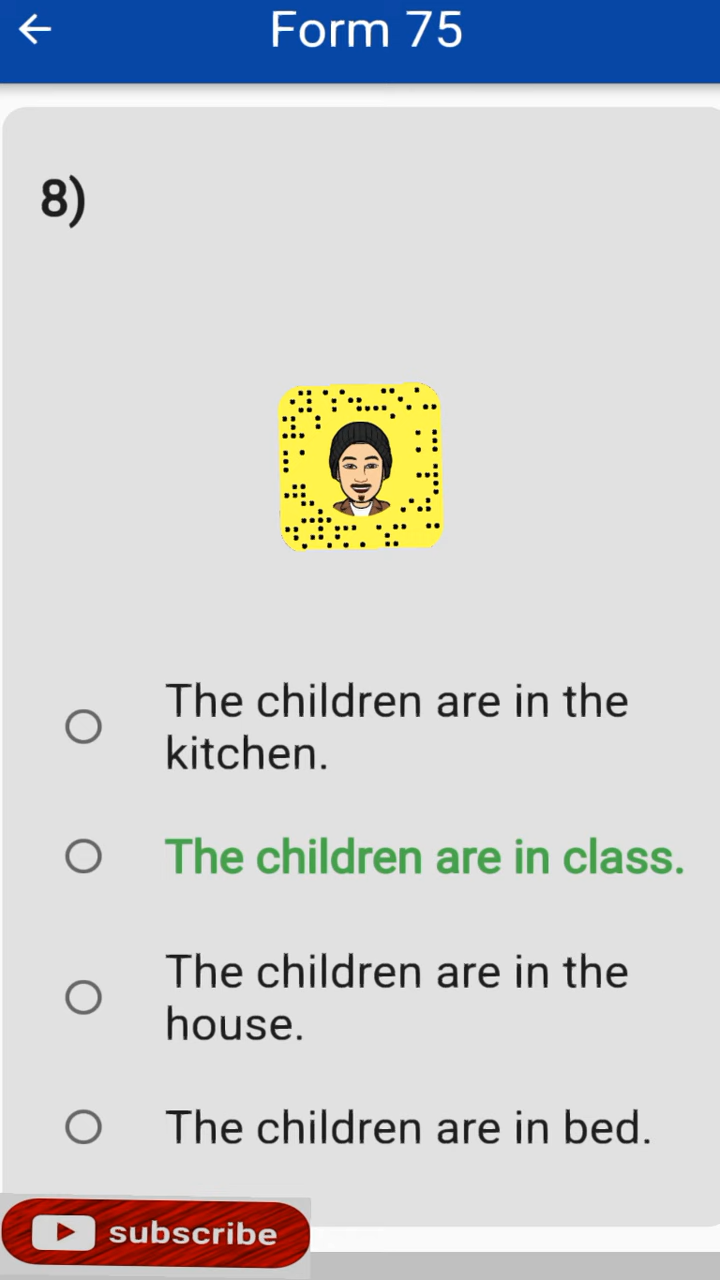 Form 75
8)
The children are in the
kitchen.
The children are in class.
The children are in the
house.
The children are in bed.
subscribe